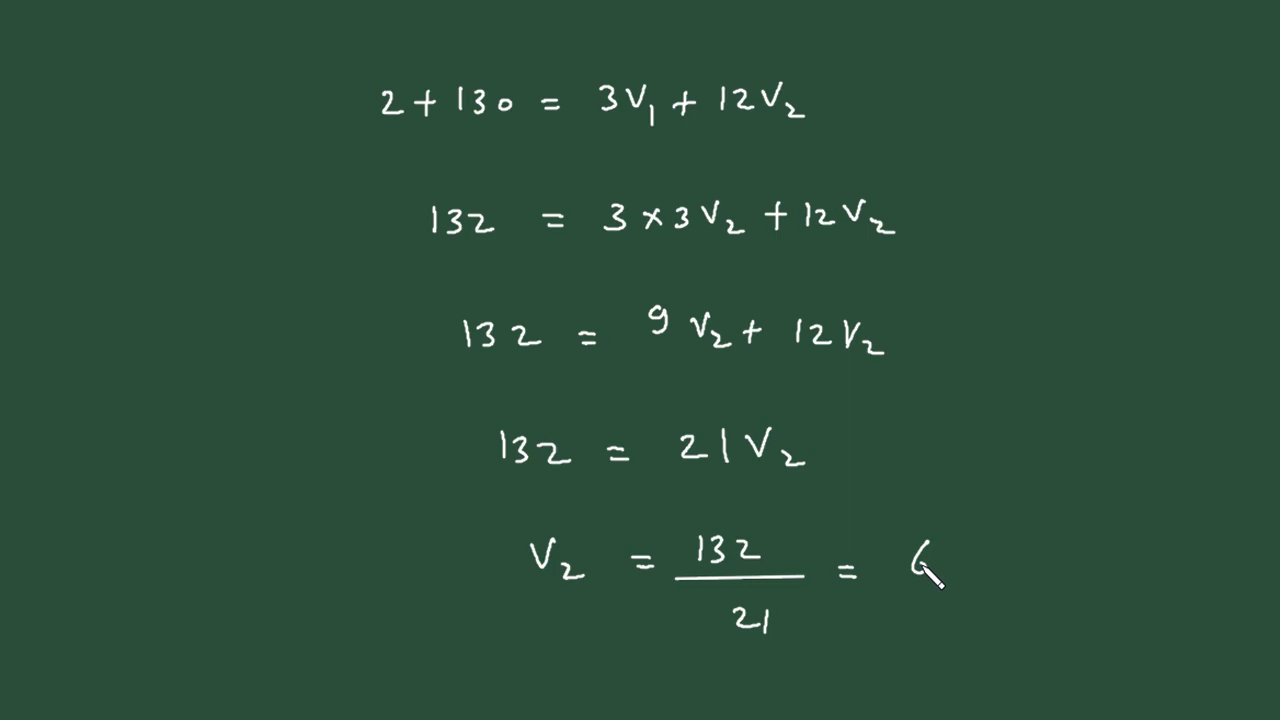 2 + 130 = 3V₁ + 12V₂
132 = 3 × 3V₂ + 12V₂
132 = 9V₂ + 12V₂
132 = 21V₂
V₂ = 132/21 = 6